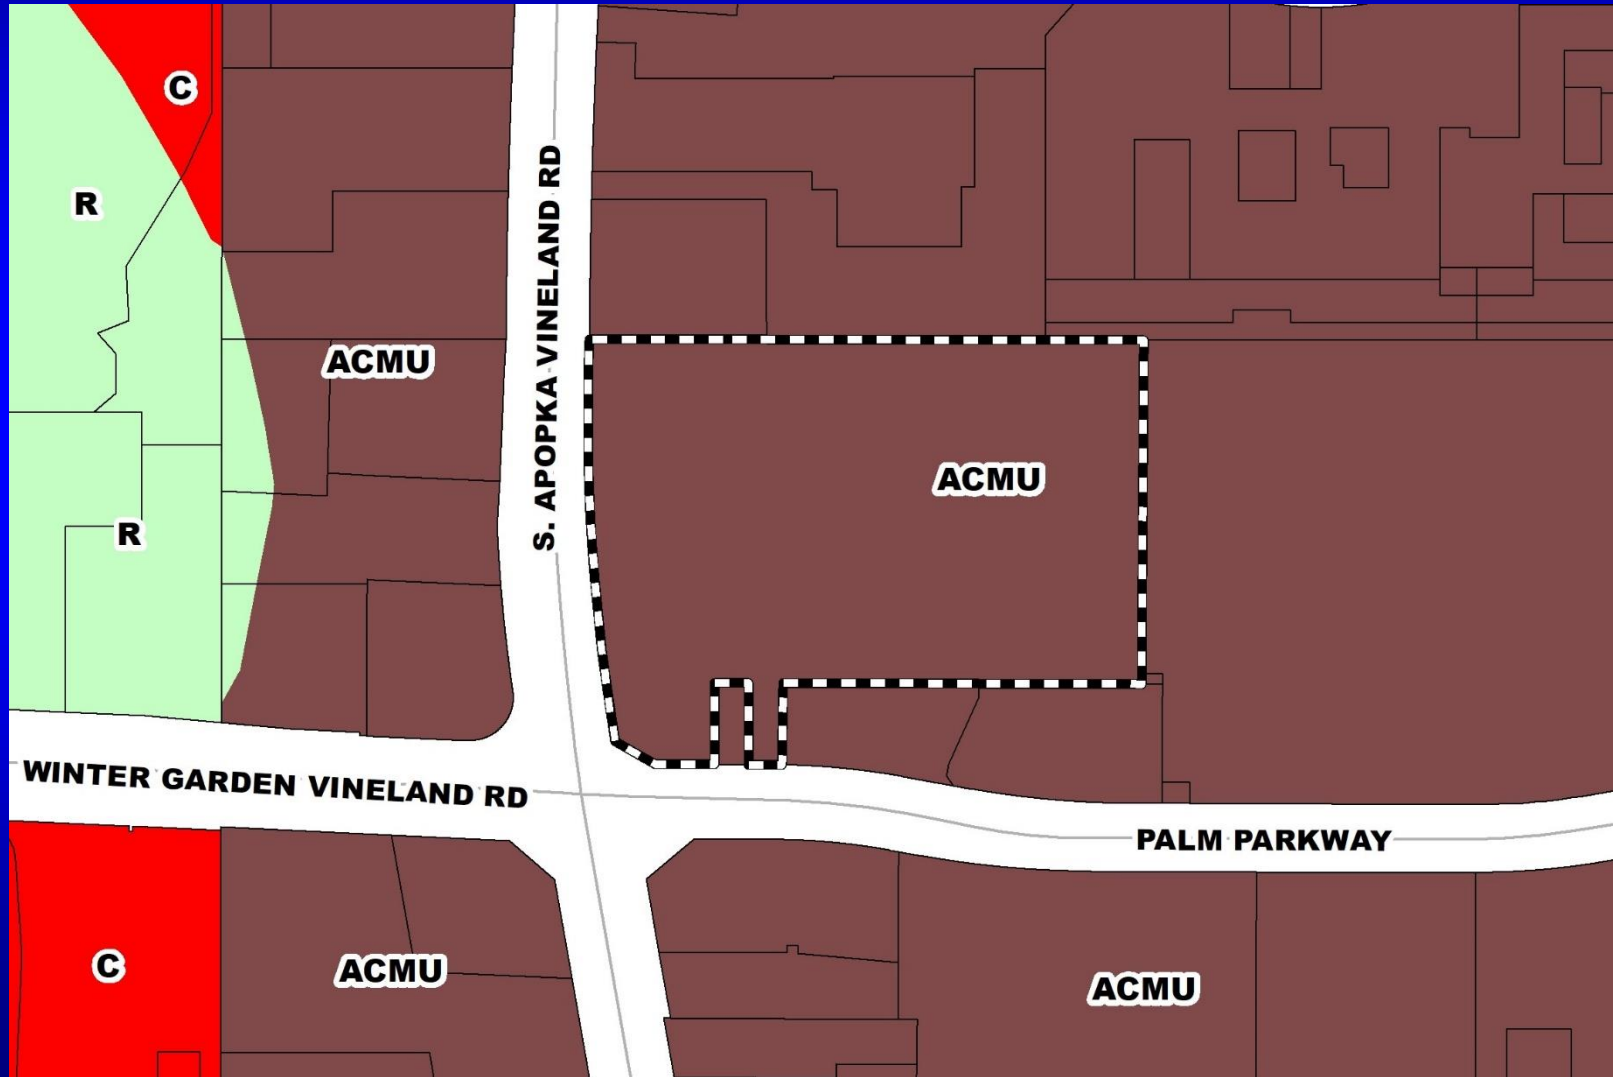 C
R
S. APOPKA-VINELAND RD
ACMU
ACMU
R
WINTER GARDEN VINELAND RD
PALM PARKWAY
C
ACMU
ACMU